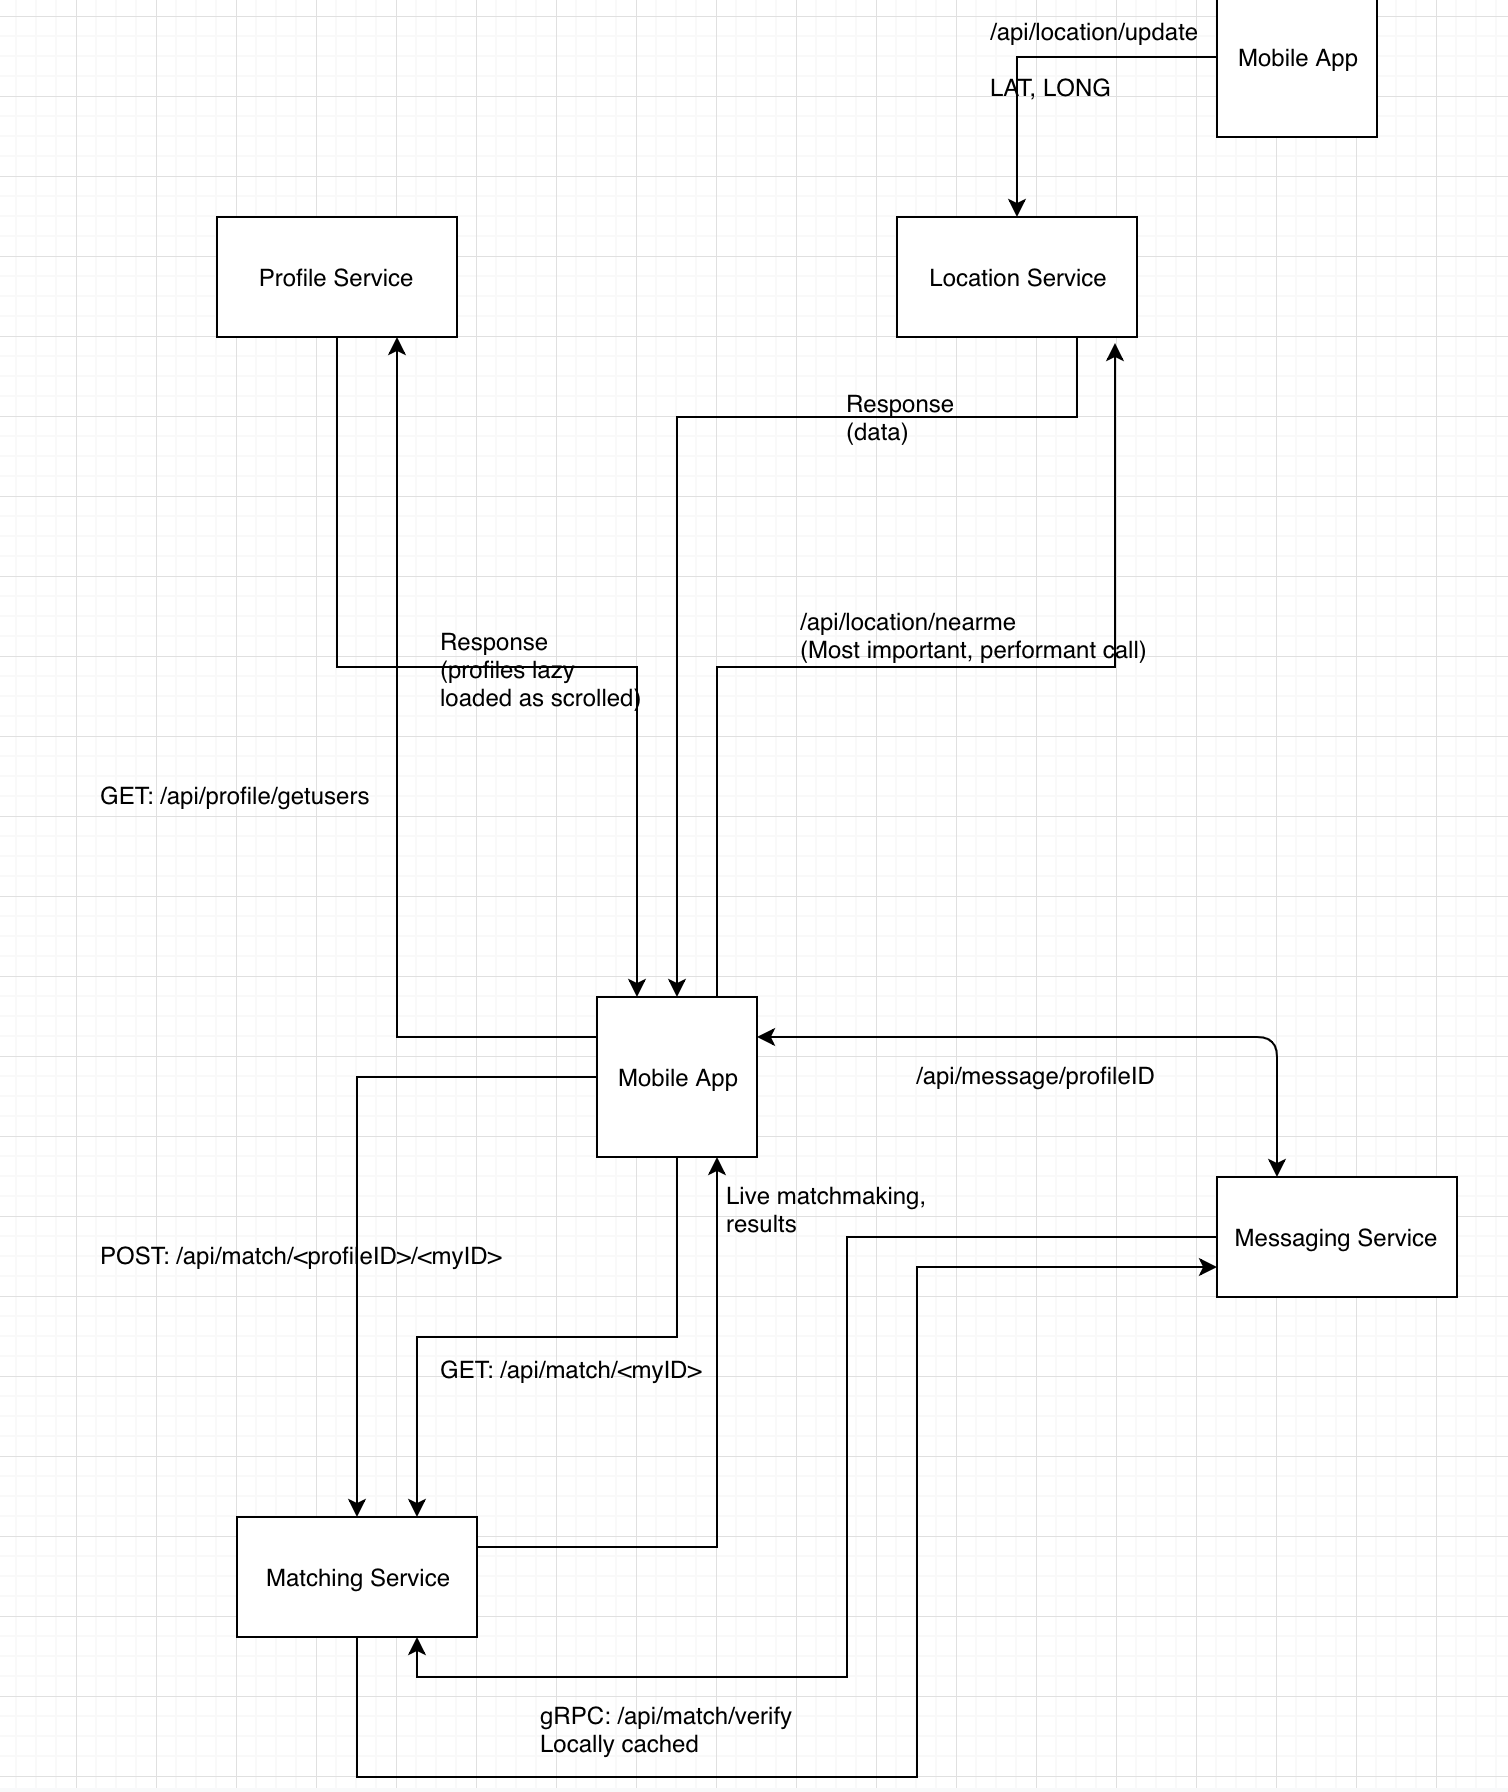 /api/location/update
Mobile App
LAT, LONG
Profile Service
Location Service
Response
(data)
/api/location/nearme
(Most important, performant call)
Response
(profiles lazy
loaded as scrolled)
GET: /api/profile/getusers
Mobile App
/api/message/profileID
Live matchmaking,
results
Messaging Service
POST: /api/match/<profileID>/<myID>
GET: /api/match/<myID>
Matching Service
gRPC: /api/match/verify
Locally cached